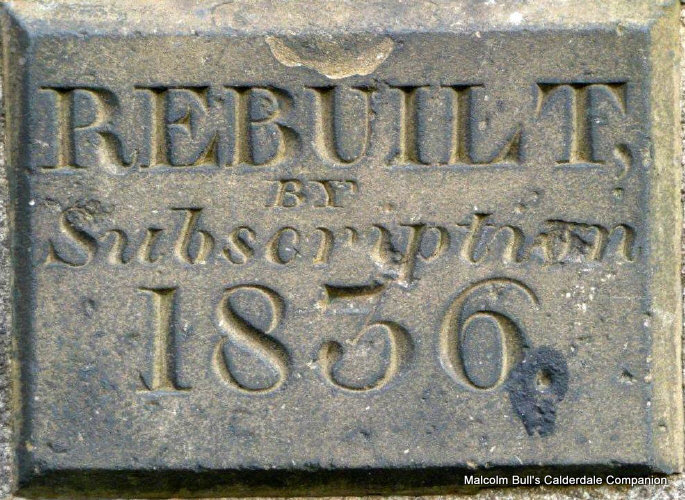 REBUILT,
BY
Subscription
1836.
Malcolm Bull's Calderdale Companion